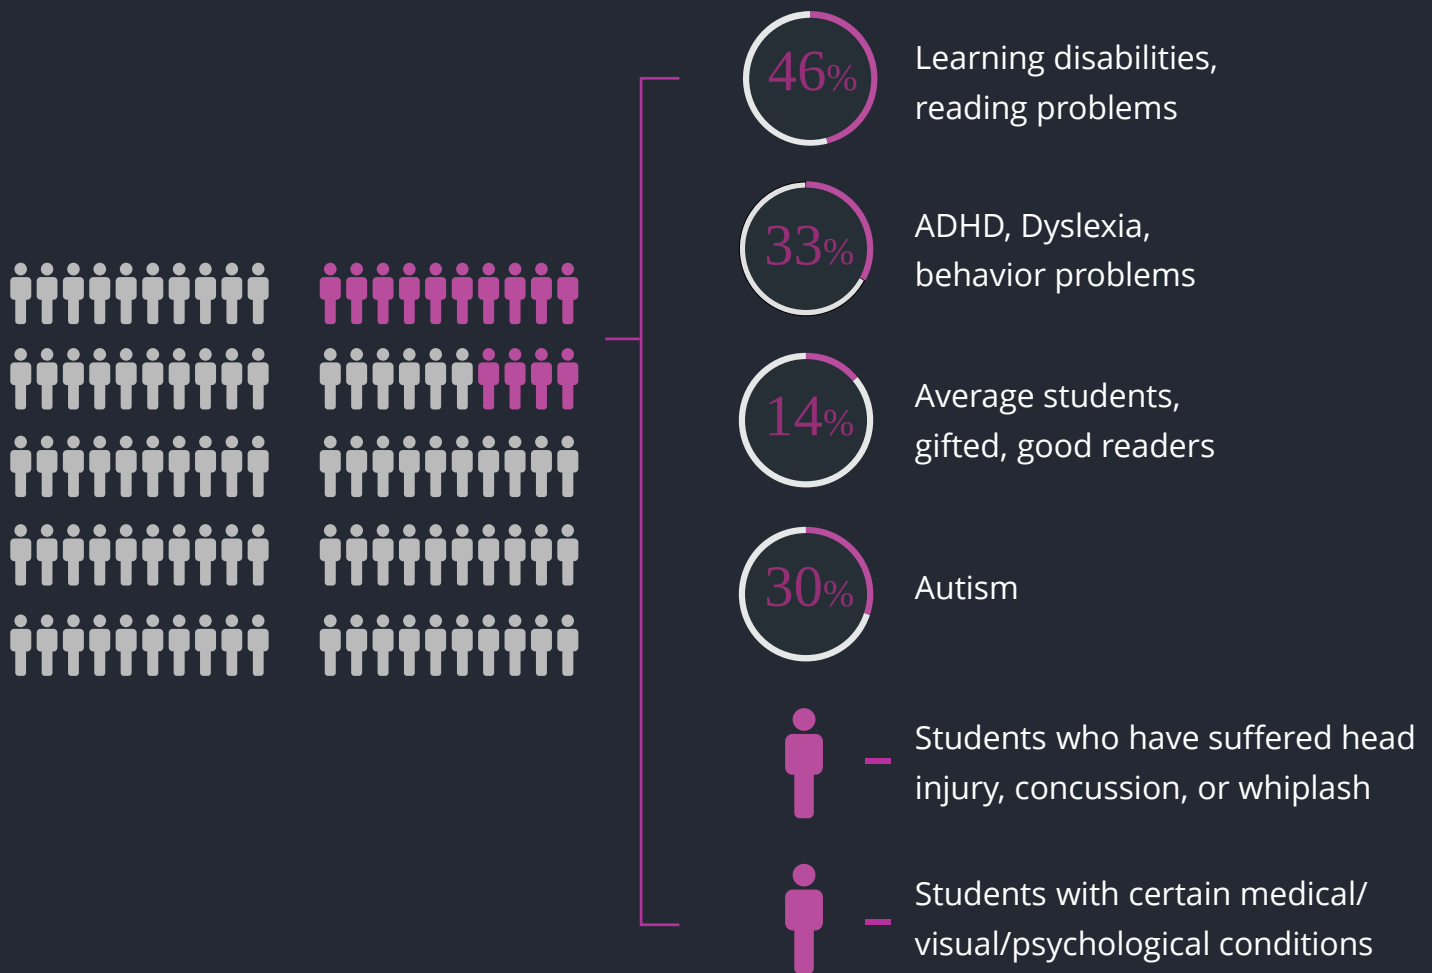 46%
Learning disabilities,
reading problems
33%
ADHD, Dyslexia,
behavior problems
14%
Average students,
gifted, good readers
30%
Autism
Students who have suffered head
injury, concussion, or whiplash
Students with certain medical/
visual/psychological conditions